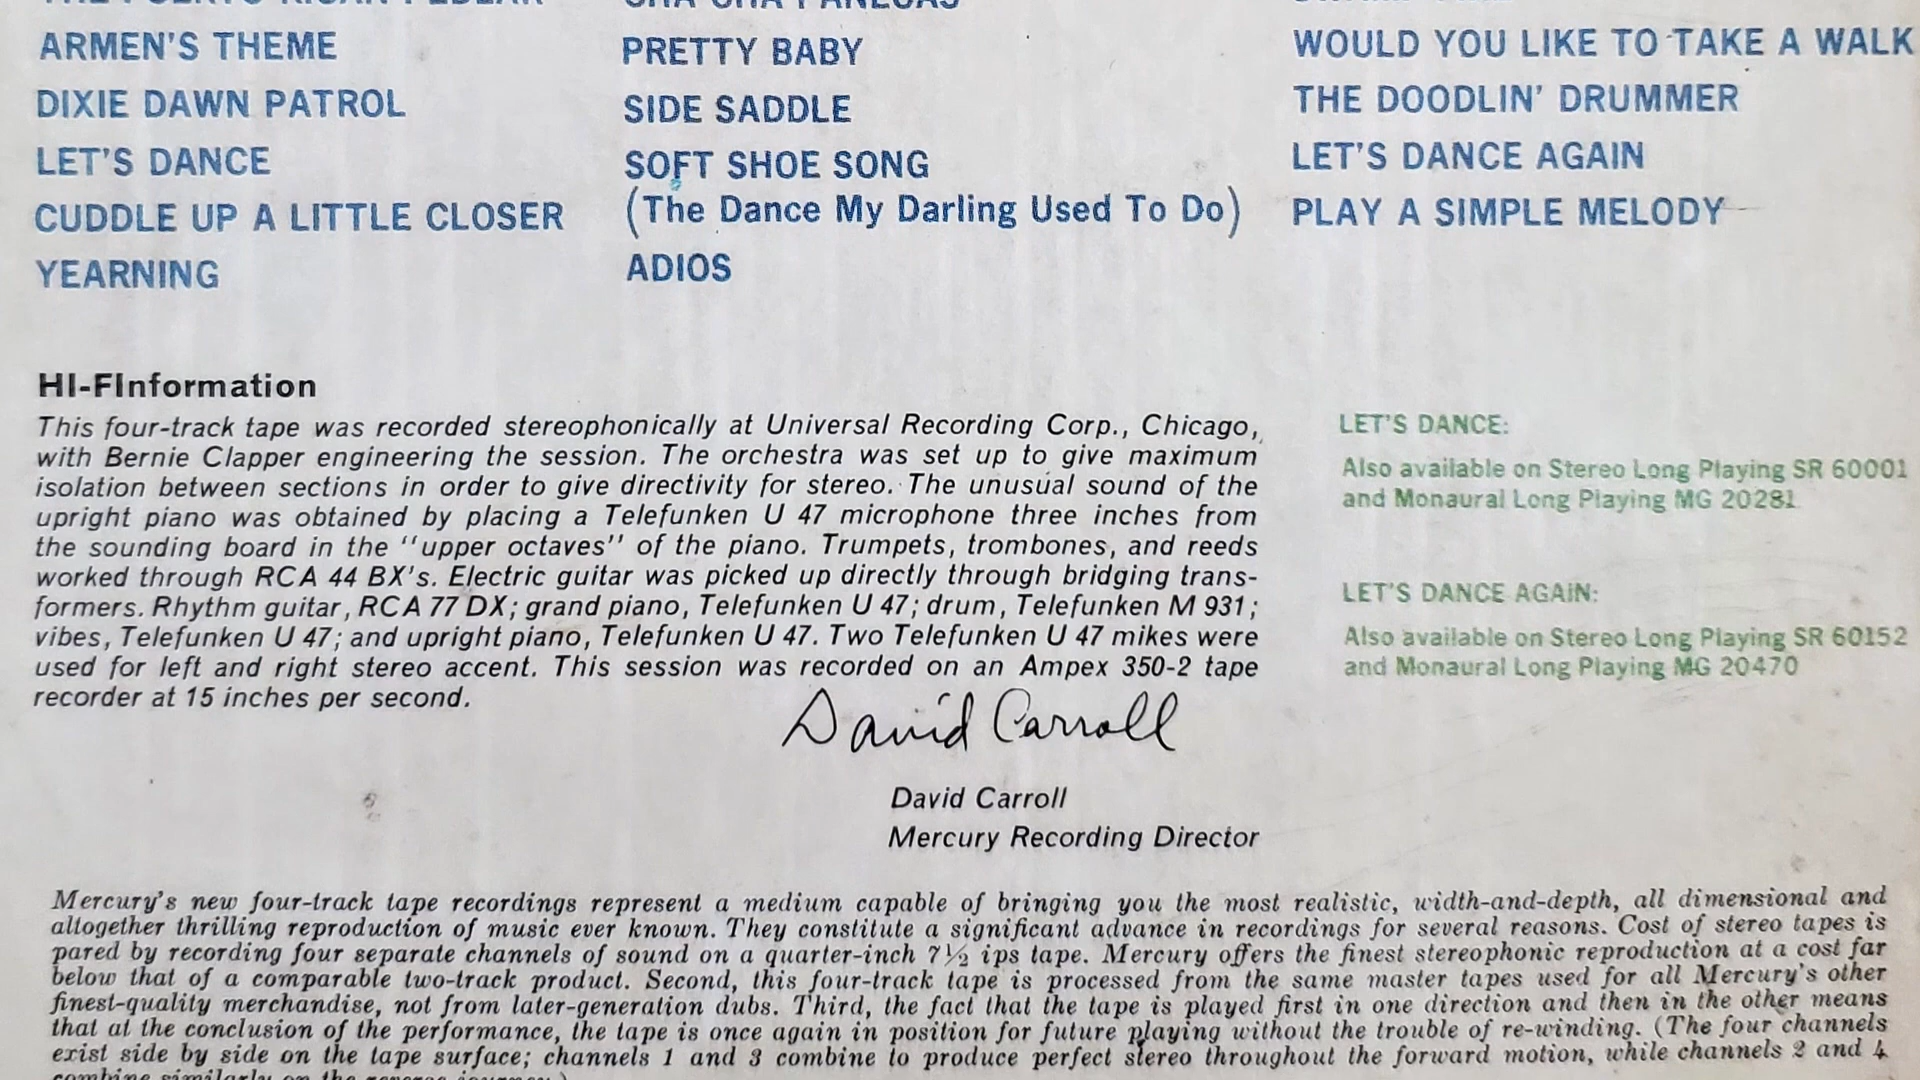 THE PUERTO RICAN PEDLAR
ARMEN'S THEME
DIXIE DAWN PATROL
LET'S DANCE
CUDDLE UP A LITTLE CLOSER
YEARNING
PRETTY BABY
SIDE SADDLE
SOFT SHOE SONG
(The Dance My Darling Used To Do)
ADIOS
WOULD YOU LIKE TO TAKE A WALK
THE DOODLIN' DRUMMER
LET'S DANCE AGAIN
PLAY A SIMPLE MELODY
HI-FInformation
This four-track tape was recorded stereophonically at Universal Recording Corp., Chicago,
with Bernie Clapper engineering the session. The orchestra was set up to give maximum
isolation between sections in order to give directivity for stereo. The unusual sound of the
upright piano was obtained by placing a Telefunken U 47 microphone three inches from
the sounding board in the "upper octaves" of the piano. Trumpets, trombones, and reeds
worked through RCA 44 BX's. Electric guitar was picked up directly through bridging trans-
formers. Rhythm guitar, RCA 77 DX; grand piano, Telefunken U 47; drum, Telefunken M 931;
vibes, Telefunken U 47; and upright piano, Telefunken U 47. Two Telefunken U 47 mikes were
used for left and right stereo accent. This session was recorded on an Ampex 350-2 tape
recorder at 15 inches per second.
David Carroll
David Carroll
Mercury Recording Director
LET'S DANCE:
Also available on Stereo Long Playing SR 60001
and Monaural Long Playing MG 20281
LET'S DANCE AGAIN:
Also available on Stereo Long Playing SR 60152
and Monaural Long Playing MG 20470
Mercury's new four-track tape recordings represent a medium capable of bringing you the most realistic, width-and-depth, all dimensional and
altogether thrilling reproduction of music ever known. They constitute a significant advance in recordings for several reasons. Cost of stereo tapes is
pared by recording four separate channels of sound on a quarter-inch 7½ ips tape. Mercury offers the finest stereophonic reproduction at a cost far
below that of a comparable two-track product. Second, this four-track tape is processed from the same master tapes used for all Mercury's other
finest-quality merchandise, not from later-generation dubs. Third, the fact that the tape is played first in one direction and then in the other means
that at the conclusion of the performance, the tape is once again in position for future playing without the trouble of re-winding. (The four channels
exist side by side on the tape surface; channels 1 and 3 combine to produce perfect stereo throughout the forward motion, while channels 2 and 4
combine similarly on the reverse journey.)